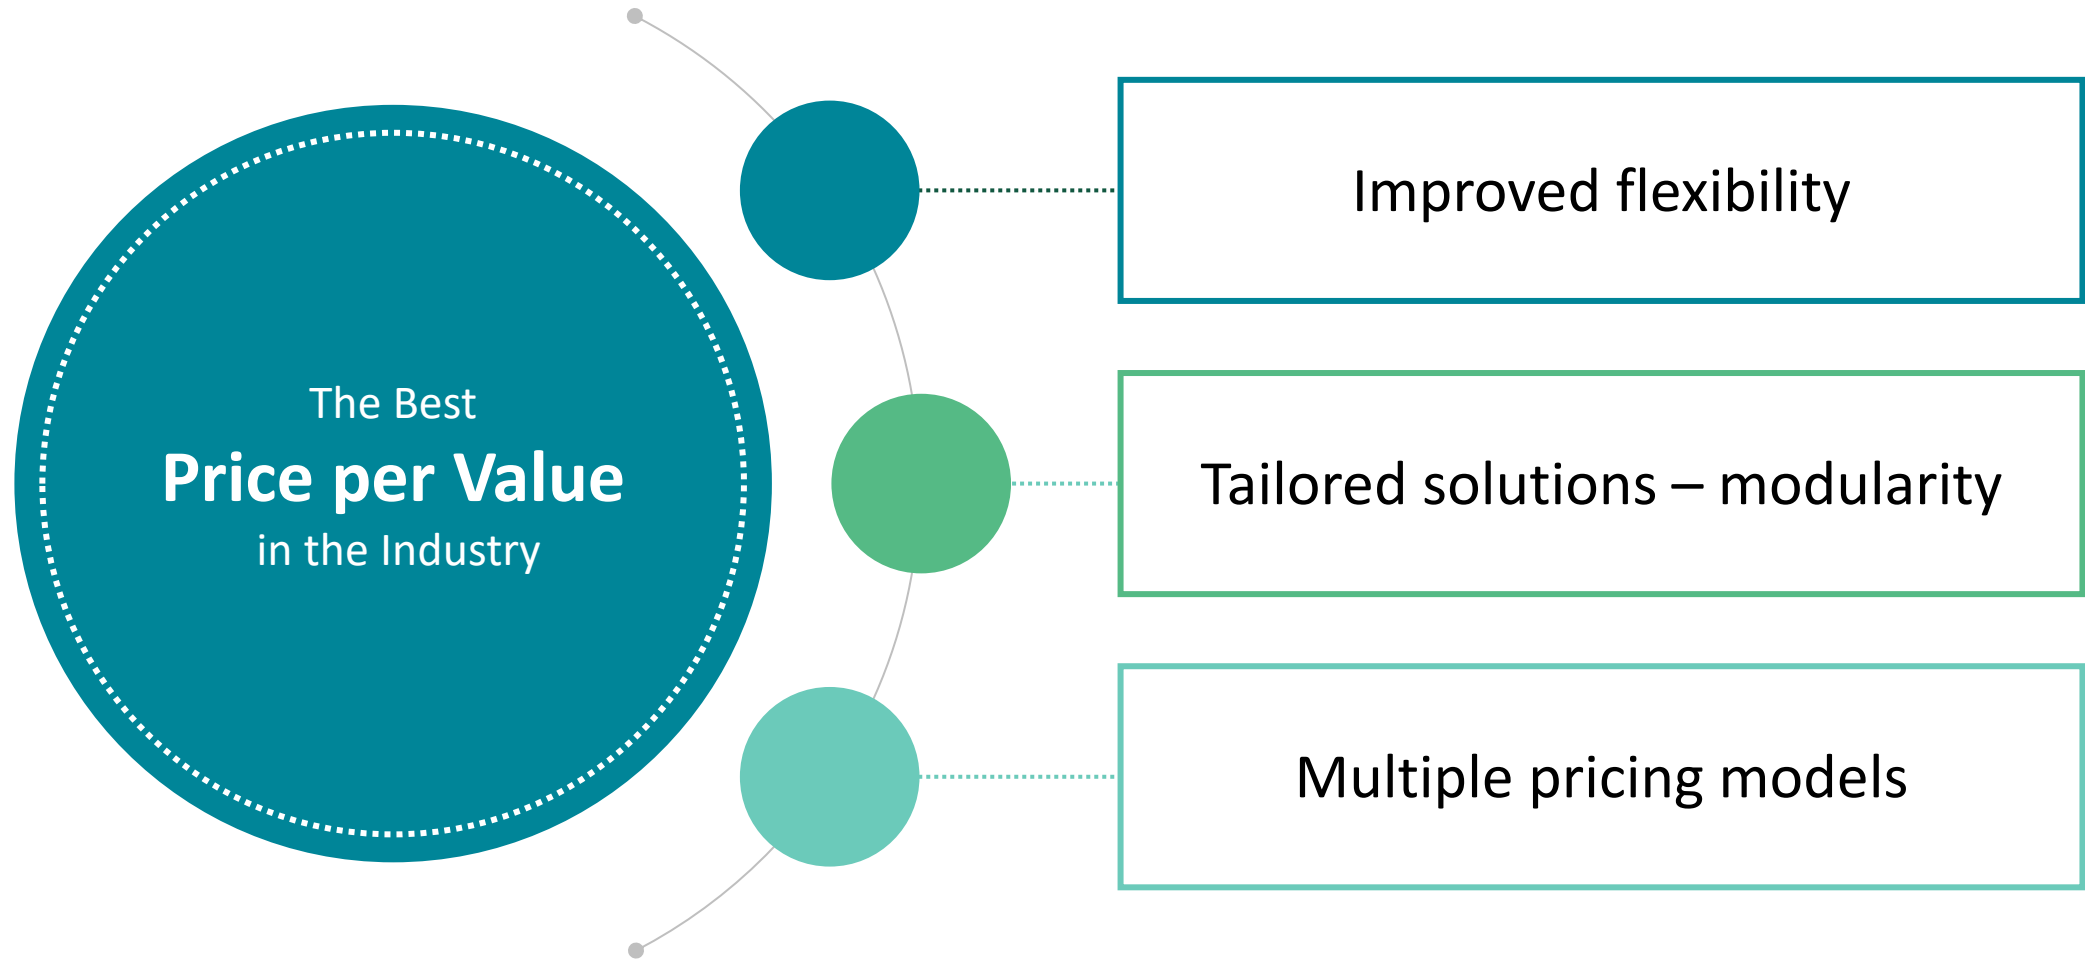 The Best
Price per Value
in the Industry
Improved flexibility
Tailored solutions – modularity
Multiple pricing models